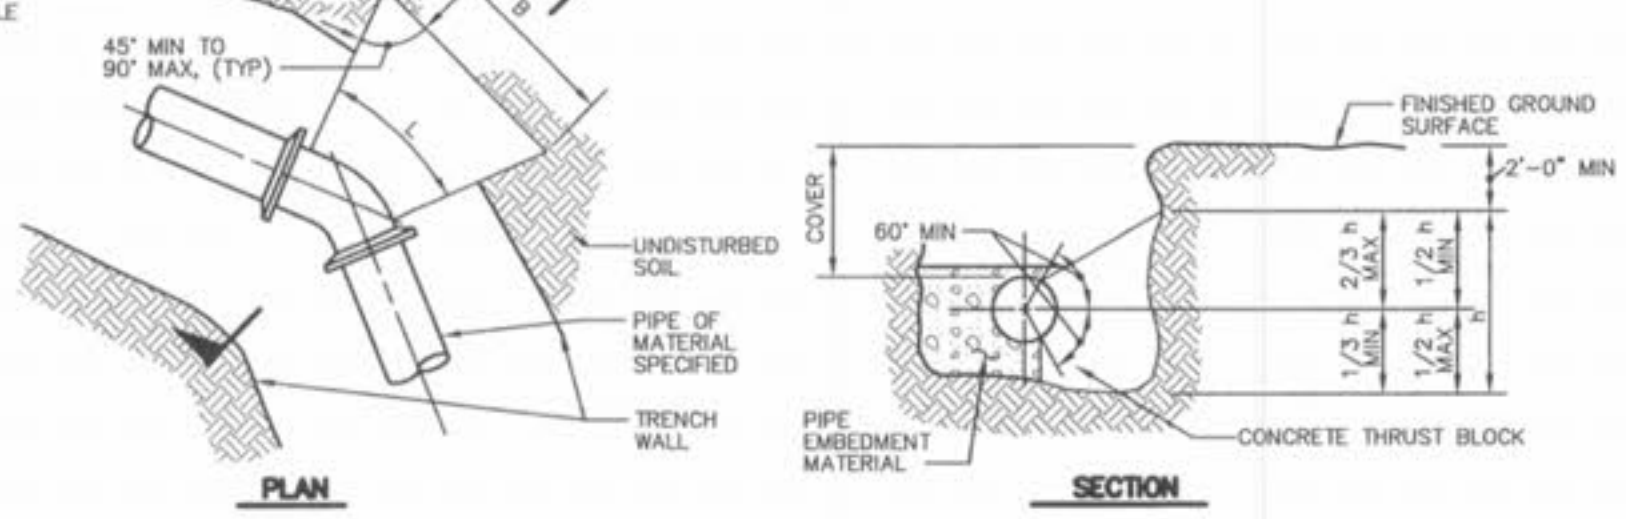 LE
45° MIN TO
90° MAX, (TYP)
B
L
UNDISTURBED
SOIL
PIPE OF
MATERIAL
SPECIFIED
TRENCH
WALL
PLAN
FINISHED GROUND
SURFACE
2'-0" MIN
COVER
60° MIN
2/3 h
MAX
1/2 h
MIN
h
1/3 h
MIN
1/2 h
MAX
PIPE
EMBEDMENT
MATERIAL
CONCRETE THRUST BLOCK
SECTION